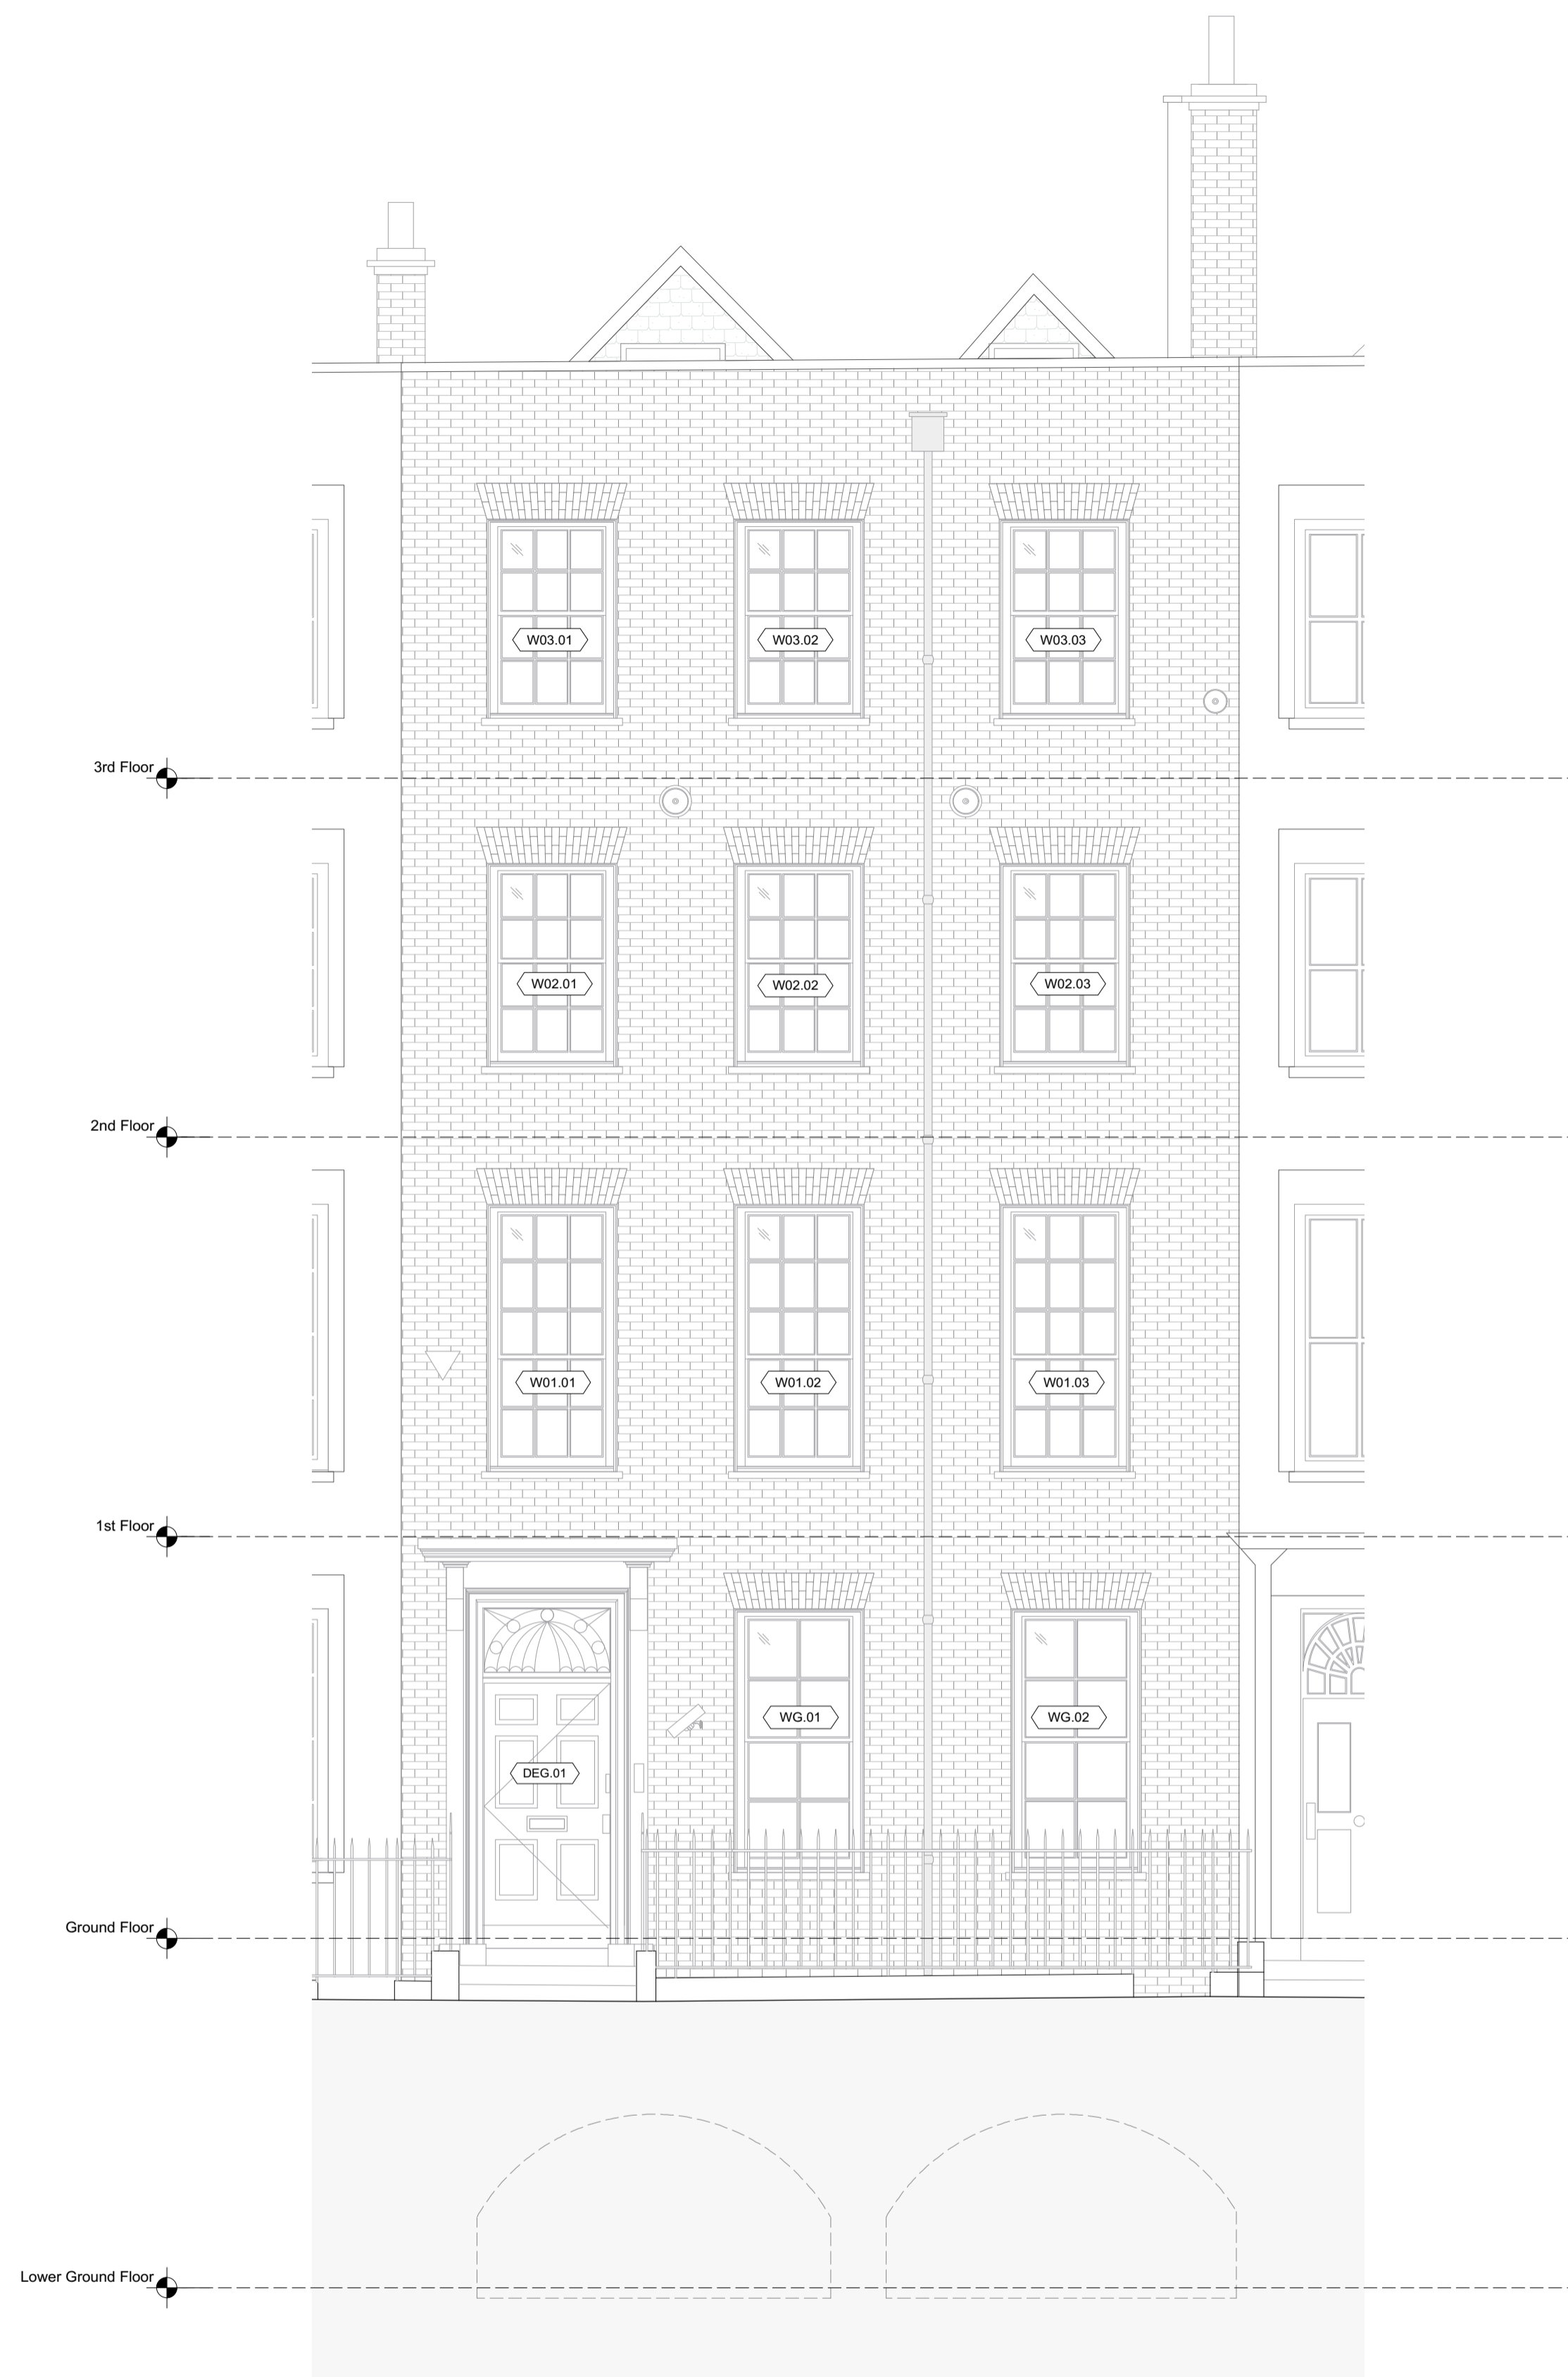 W03.01
W03.02
W03.03
3rd Floor
W02.01
W02.02
W02.03
2nd Floor
W01.01
W01.02
W01.03
1st Floor
WG.01
WG.02
DEG.01
Ground Floor
Lower Ground Floor